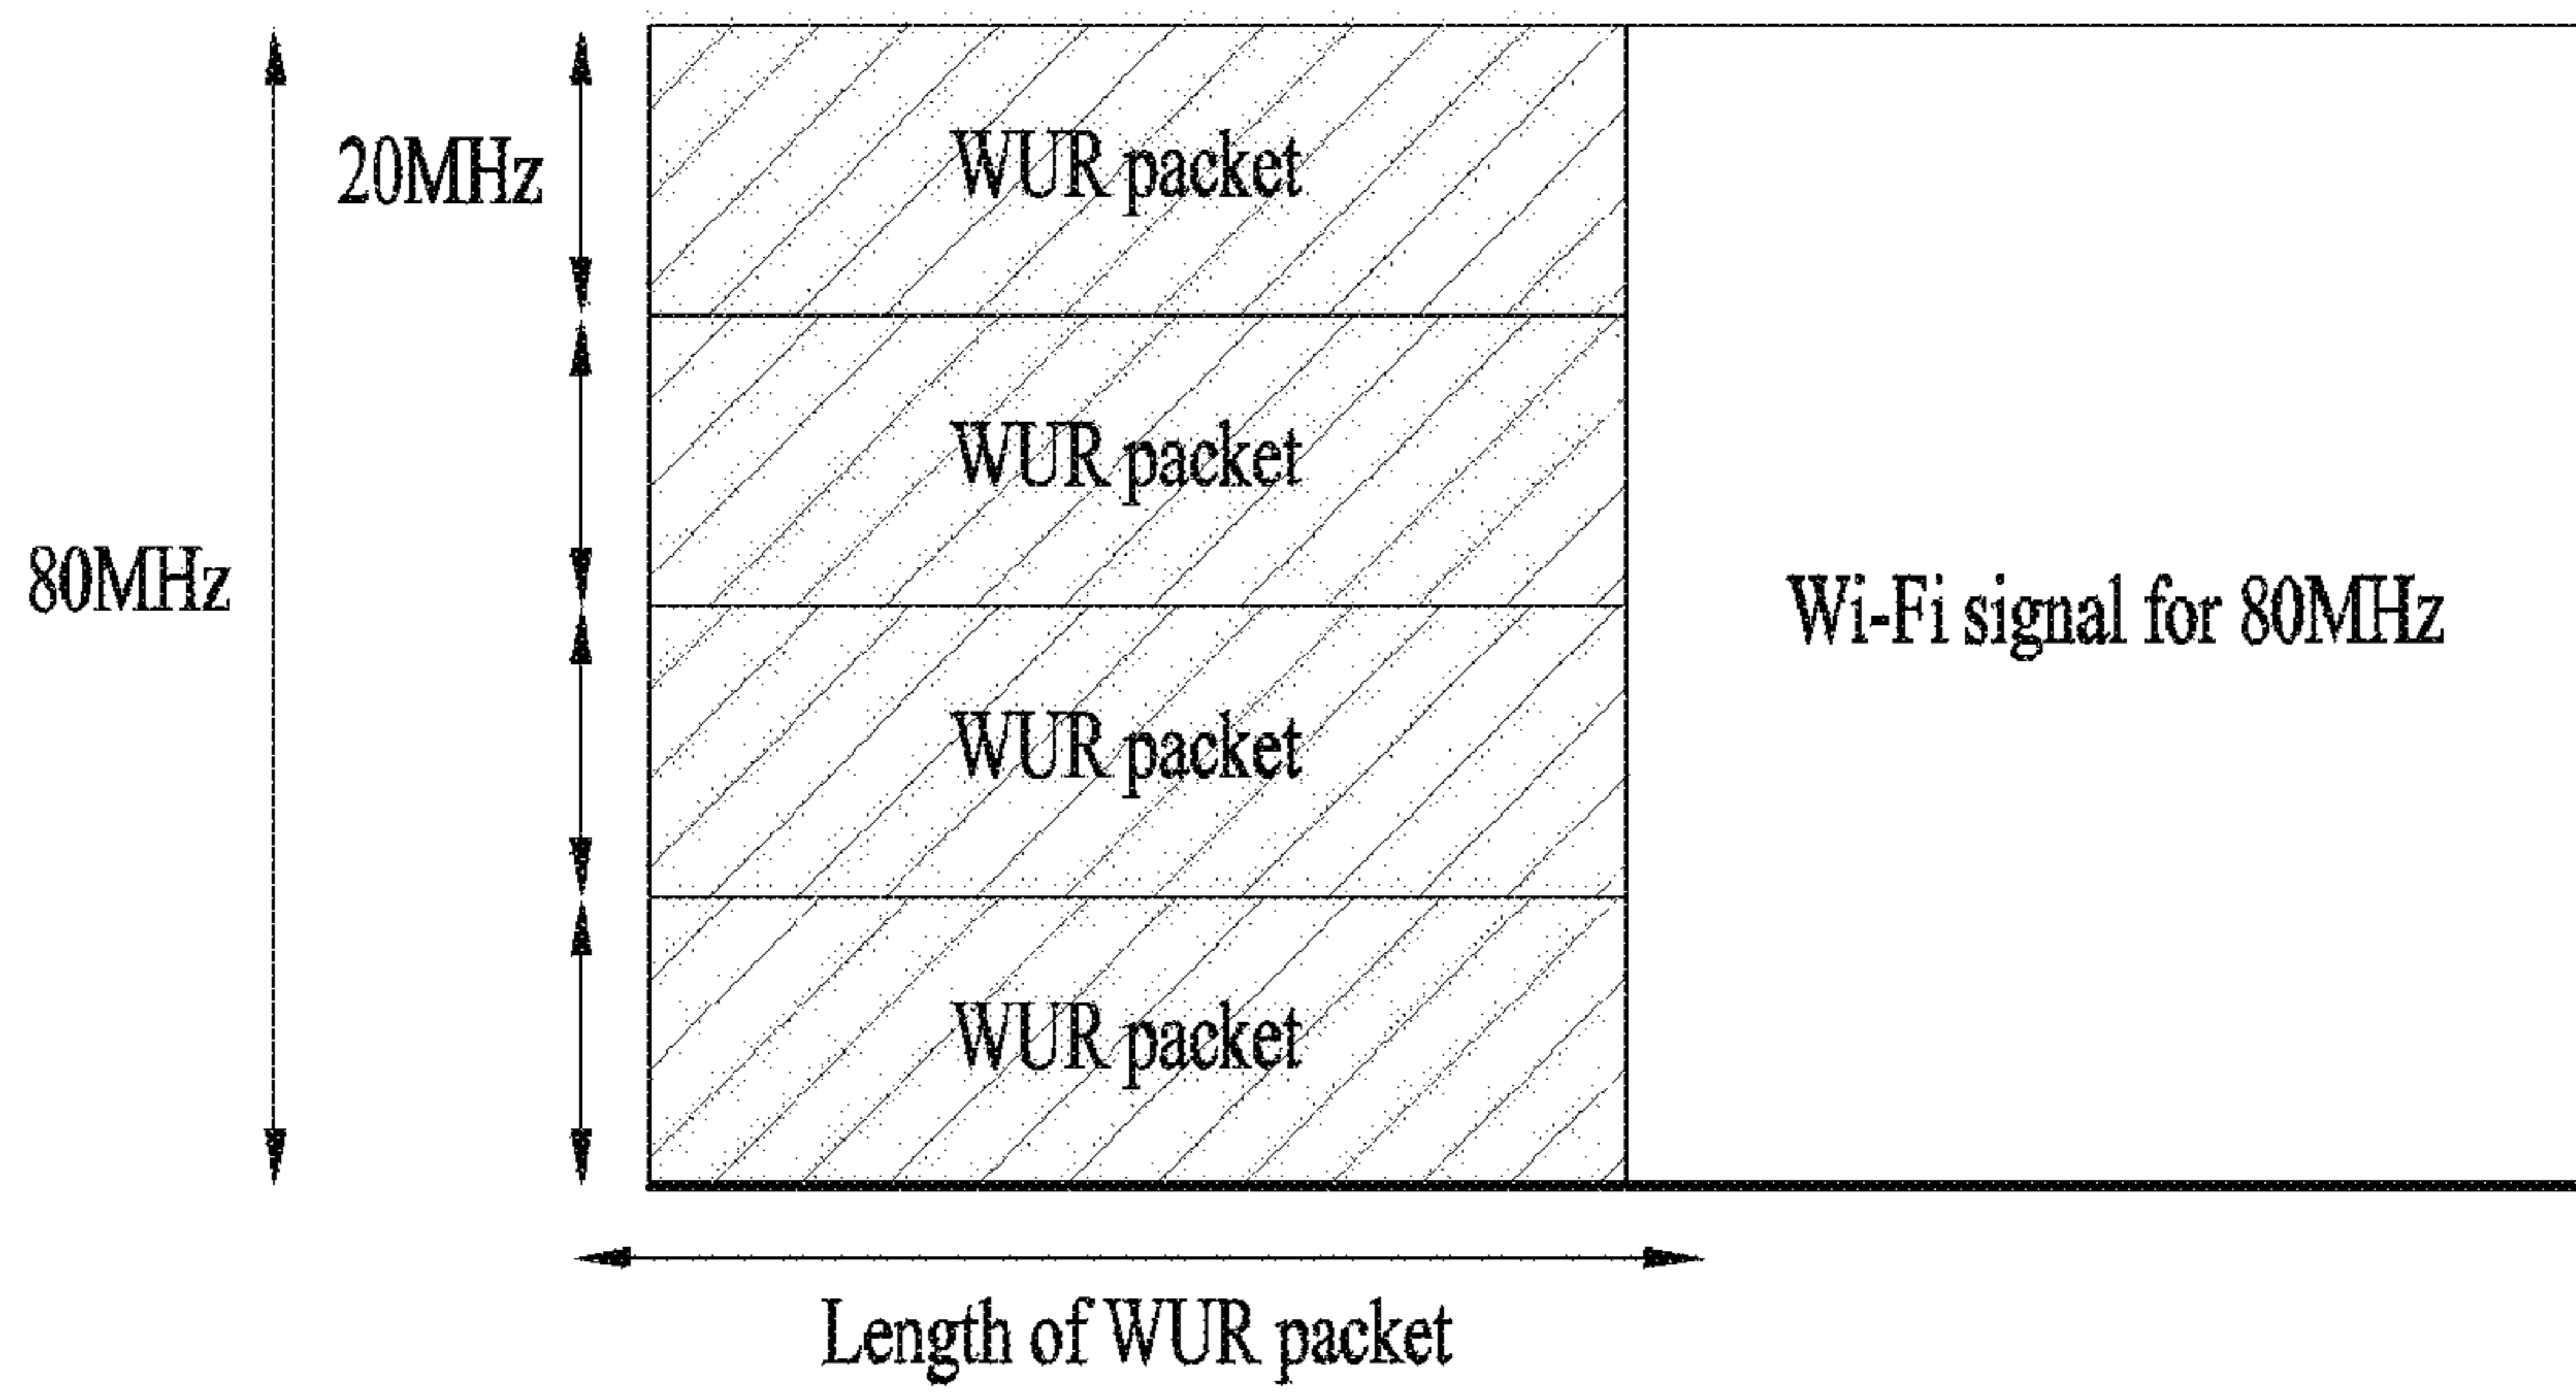 20MHz
WUR packet
WUR packet
80MHz
Wi-Fi signal for 80MHz
WUR packet
WUR packet
Length of WUR packet